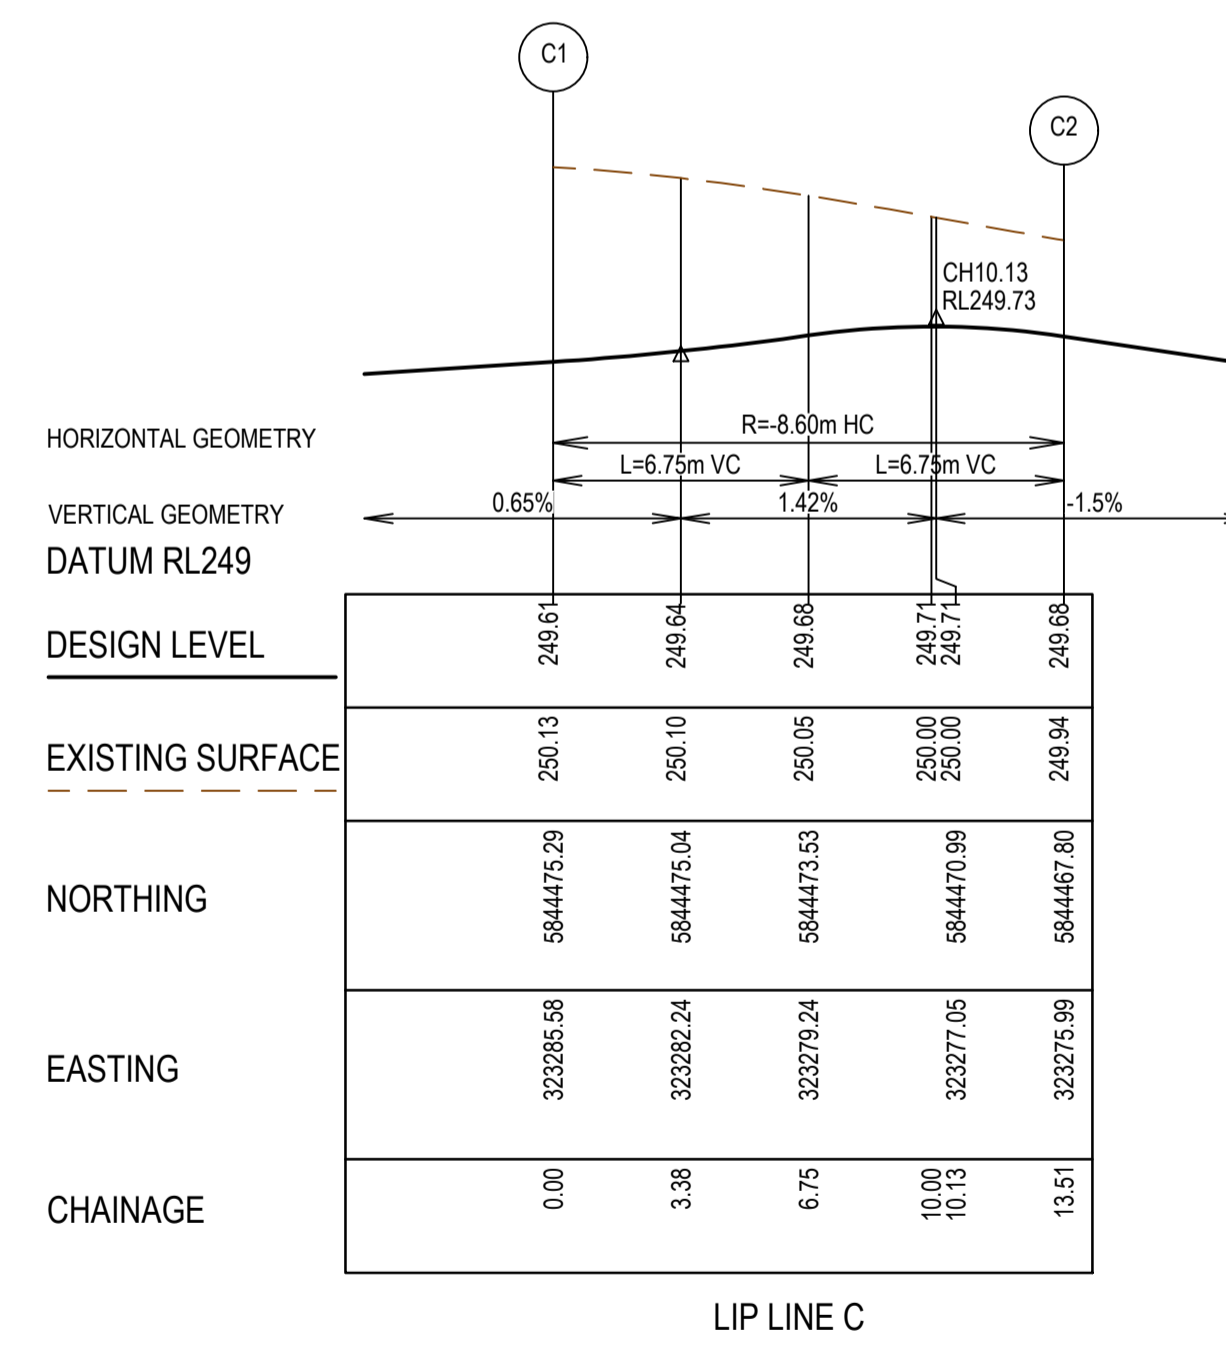 C1
C2
CH10.13
RL249.73
HORIZONTAL GEOMETRY
R=-8.60m HC
L=6.75m VC
L=6.75m VC
VERTICAL GEOMETRY
0.65%
1.42%
-1.5%
DATUM RL249
DESIGN LEVEL
249.61
249.64
249.68
249.71
249.71
249.68
EXISTING SURFACE
250.13
250.10
250.05
250.00
250.00
249.94
NORTHING
5844475.29
5844475.04
5844473.53
5844470.99
5844467.80
EASTING
323285.58
323282.24
323279.24
323277.05
323275.99
CHAINAGE
0.00
3.38
6.75
10.00
10.13
13.51
LIP LINE C